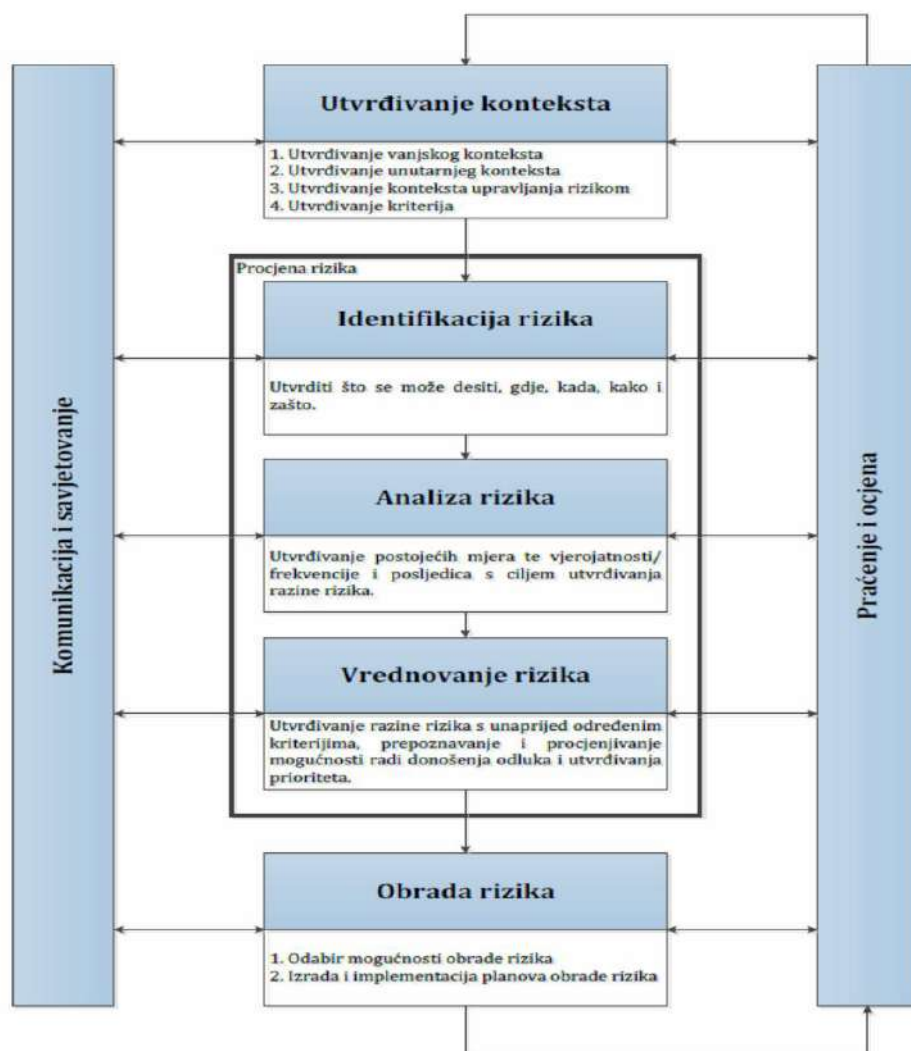 Utvrđivanje konteksta
1. Utvrđivanje vanjskog konteksta
2. Utvrđivanje unutarnjeg konteksta
3. Utvrđivanje konteksta upravljanja rizikom
4. Utvrđivanje kriterija
Procjena rizika
Identifikacija rizika
Utvrditi što se može desiti, gdje, kada, kako i
zašto.
Analiza rizika
Utvrđivanje postojećih mjera te vjerojatnosti/
frekvencije i posljedica s ciljem utvrđivanja
razine rizika.
Vrednovanje rizika
Utvrđivanje razine rizika s unaprijed određenim
kriterijima, prepoznavanje i procjenjivanje
mogućnosti radi donošenja odluka i utvrđivanja
prioriteta.
Obrada rizika
1. Odabir mogućnosti obrade rizika
2. Izrada i implementacija planova obrade rizika
Komunikacija i savjetovanje
Praćenje i ocjena